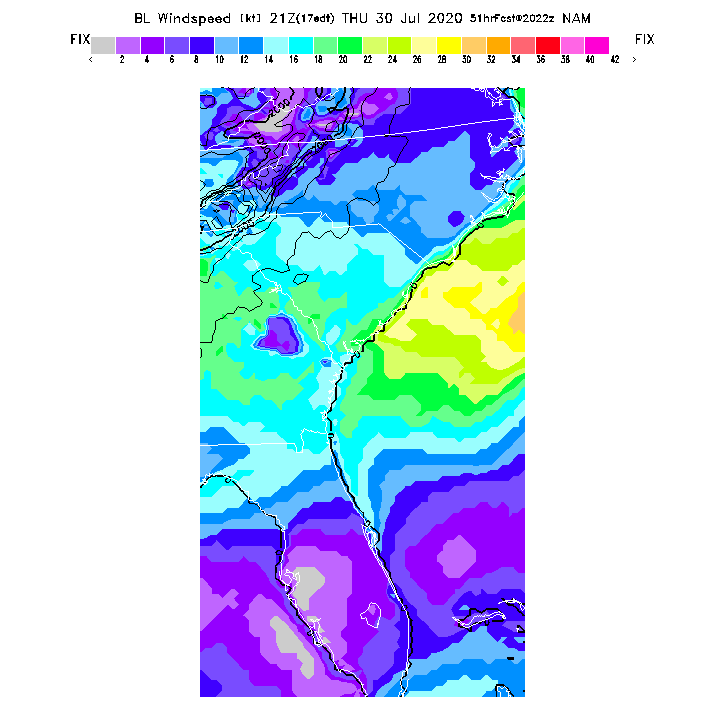 BL Windspeed [kt] 21Z(17edt) THU 30 Jul 2020 51hrFcst@2022z NAM
FIX FIX
< 2 4 6 8 10 12 14 16 18 20 22 24 26 28 30 32 34 36 38 40 42 >
2000